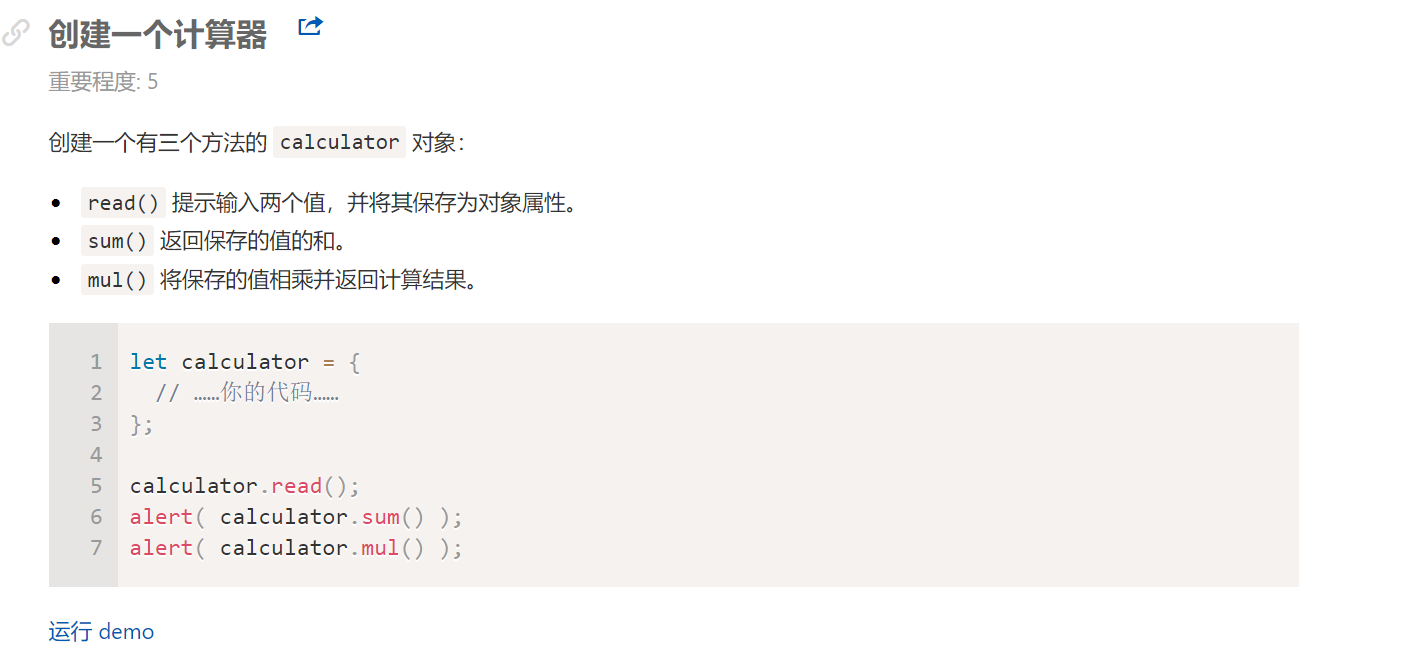 创建一个计算器
重要程度: 5
创建一个有三个方法的 calculator 对象：
read() 提示输入两个值，并将其保存为对象属性。
sum() 返回保存的值的和。
mul() 将保存的值相乘并返回计算结果。
1 let calculator = {
2   // ……你的代码……
3 };
4
5 calculator.read();
6 alert( calculator.sum() );
7 alert( calculator.mul() );
运行 demo